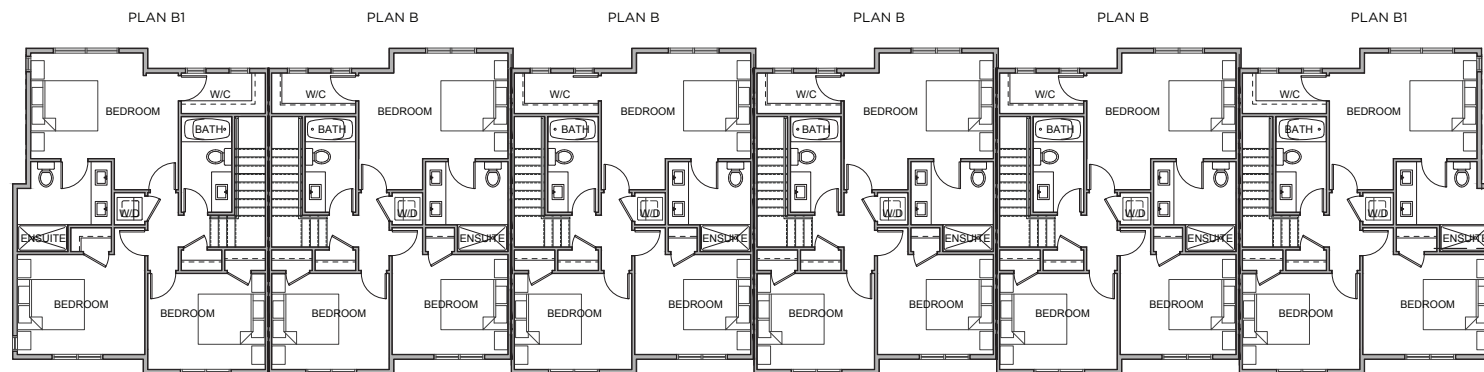 PLAN B1 PLAN B PLAN B PLAN B PLAN B PLAN B1
W/C W/C W/C W/C W/C W/C
BEDROOM BEDROOM BEDROOM BEDROOM BEDROOM BEDROOM
BATH BATH BATH BATH BATH BATH
W/D W/D W/D W/D W/D W/D
ENSUITE ENSUITE ENSUITE ENSUITE ENSUITE ENSUITE
BEDROOM BEDROOM BEDROOM BEDROOM BEDROOM BEDROOM BEDROOM BEDROOM BEDROOM BEDROOM BEDROOM BEDROOM